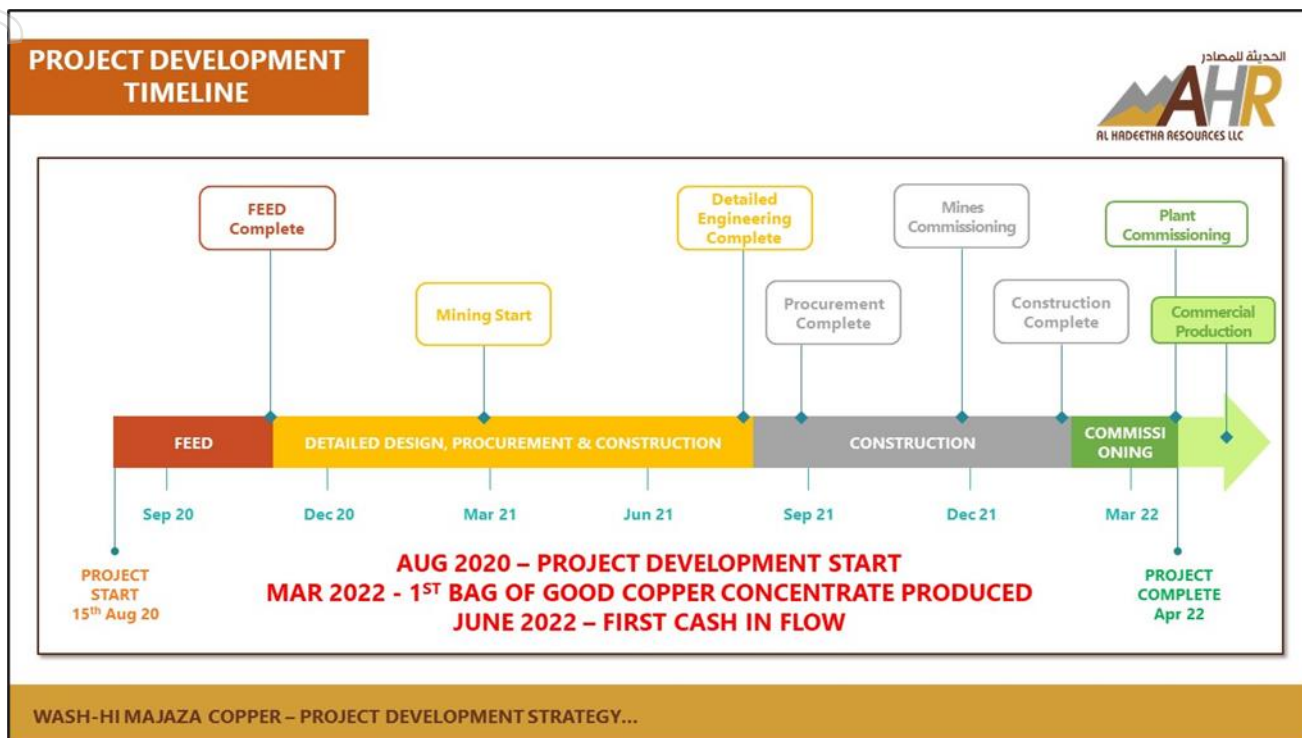 PROJECT DEVELOPMENT
TIMELINE
الحديثة للمصادر
AHR
AL HADEETHA RESOURCES LLC
FEED
Complete
Mining Start
Detailed
Engineering
Complete
Procurement
Complete
Mines
Commissioning
Construction
Complete
Plant
Commissioning
Commercial
Production
FEED
DETAILED DESIGN, PROCUREMENT & CONSTRUCTION
CONSTRUCTION
COMMISSI
ONING
Sep 20
Dec 20
Mar 21
Jun 21
Sep 21
Dec 21
Mar 22
PROJECT
START
15th Aug 20
AUG 2020 – PROJECT DEVELOPMENT START
MAR 2022 - 1ST BAG OF GOOD COPPER CONCENTRATE PRODUCED
JUNE 2022 – FIRST CASH IN FLOW
PROJECT
COMPLETE
Apr 22
WASH-HI MAJAZA COPPER – PROJECT DEVELOPMENT STRATEGY...